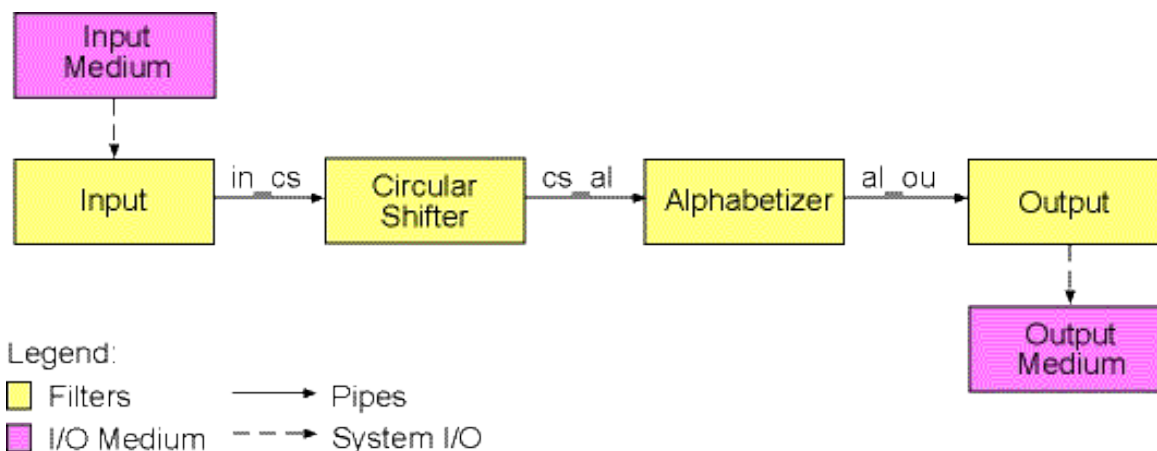 Input
Medium
Input
in_cs
Circular
Shifter
cs_al
Alphabetizer
al_ou
Output
Output
Medium
Legend:
Filters
Pipes
I/O Medium
System I/O